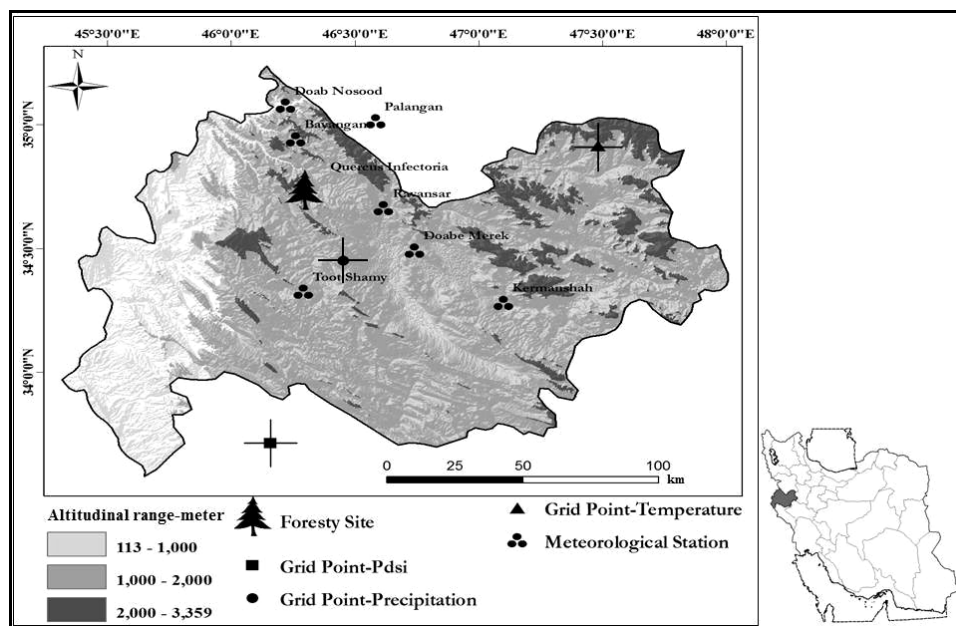 45°30'0"E 46°0'0"E 46°30'0"E 47°0'0"E 47°30'0"E 48°0'0"E
N
35°0'0"N
34°30'0"N
34°0'0"N
Doab Nosood
Palangan
Bayangan
Quercus Infectoria
Ravansar
Doabe Merek
Toot Shamy
Kermanshah
0 25 50 100
km
Altitudinal range-meter
113 - 1,000
1,000 - 2,000
2,000 - 3,359
Foresty Site
Grid Point-Pdsi
Grid Point-Precipitation
Grid Point-Temperature
Meteorological Station